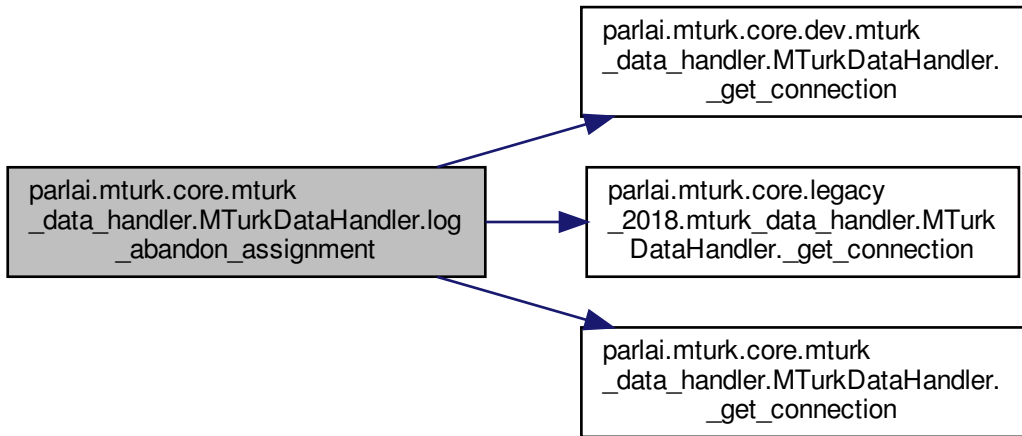 parlai.mturk.core.dev.mturk
_data_handler.MTurkDataHandler.
_get_connection
parlai.mturk.core.mturk
_data_handler.MTurkDataHandler.log
_abandon_assignment
parlai.mturk.core.legacy
_2018.mturk_data_handler.MTurk
DataHandler._get_connection
parlai.mturk.core.mturk
_data_handler.MTurkDataHandler.
_get_connection